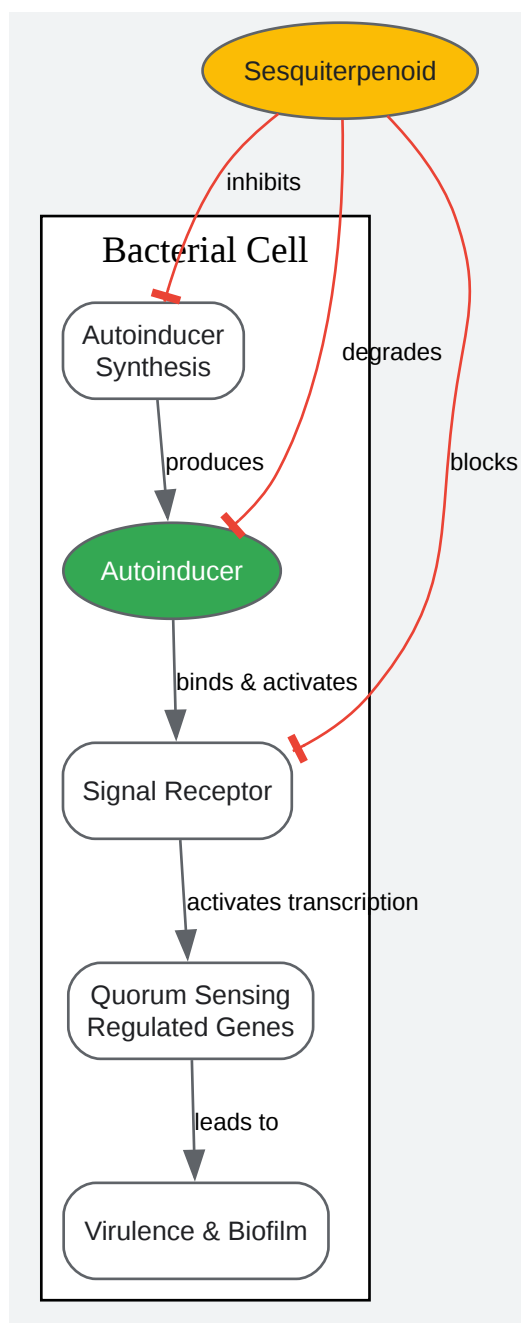 Sesquiterpenoid
inhibits
Bacterial Cell
Autoinducer
Synthesis
degrades
produces
blocks
Autoinducer
binds & activates
Signal Receptor
activates transcription
Quorum Sensing
Regulated Genes
leads to
Virulence & Biofilm